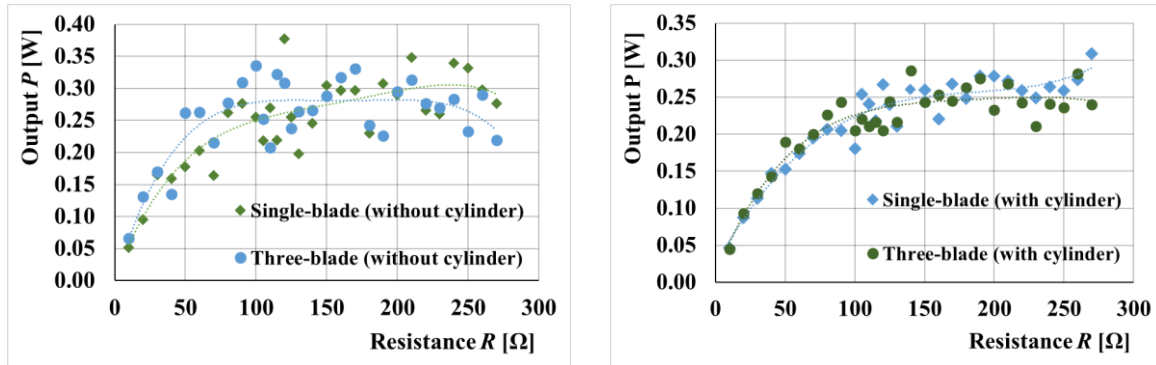 Output P [W]
0.40
0.35
0.30
0.25
0.20
0.15
0.10
0.05
0.00
Single-blade (without cylinder)
Three-blade (without cylinder)
0 50 100 150 200 250 300
Resistance R [Ω]
Output P [W]
0.35
0.30
0.25
0.20
0.15
0.10
0.05
0.00
Single-blade (with cylinder)
Three-blade (with cylinder)
0 50 100 150 200 250 300
Resistance R [Ω]